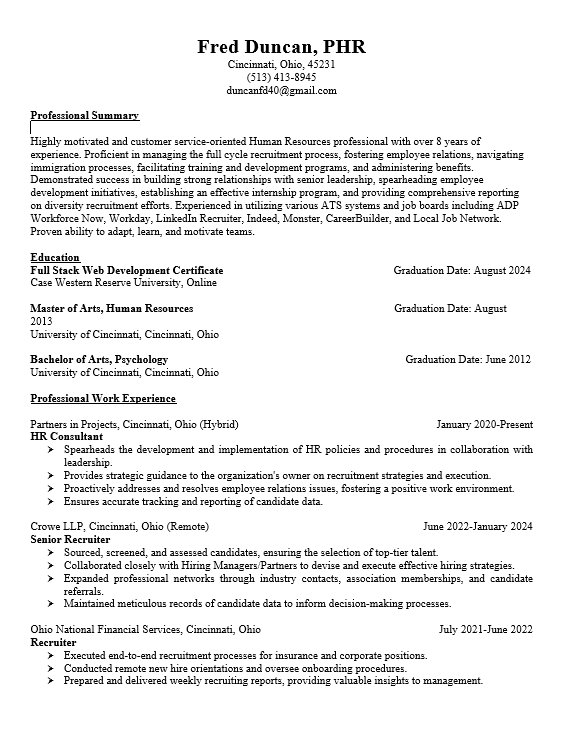 Fred Duncan, PHR
Cincinnati, Ohio, 45231
(513) 413-8945
duncanfd40@gmail.com
Professional Summary
Highly motivated and customer service-oriented Human Resources professional with over 8 years of
experience. Proficient in managing the full cycle recruitment process, fostering employee relations, navigating
immigration processes, facilitating training and development programs, and administering benefits.
Demonstrated success in building strong relationships with senior leadership, spearheading employee
development initiatives, establishing an effective internship program, and providing comprehensive reporting
on diversity recruitment efforts. Experienced in utilizing various ATS systems and job boards including ADP
Workforce Now, Workday, LinkedIn Recruiter, Indeed, Monster, CareerBuilder, and Local Job Network.
Proven ability to adapt, learn, and motivate teams.
Education
Full Stack Web Development Certificate Graduation Date: August 2024
Case Western Reserve University, Online
Master of Arts, Human Resources Graduation Date: August
2013
University of Cincinnati, Cincinnati, Ohio
Bachelor of Arts, Psychology Graduation Date: June 2012
University of Cincinnati, Cincinnati, Ohio
Professional Work Experience
Partners in Projects, Cincinnati, Ohio (Hybrid) January 2020-Present
HR Consultant
➤ Spearheads the development and implementation of HR policies and procedures in collaboration with
leadership.
➤ Provides strategic guidance to the organization's owner on recruitment strategies and execution.
➤ Proactively addresses and resolves employee relations issues, fostering a positive work environment.
➤ Ensures accurate tracking and reporting of candidate data.
Crowe LLP, Cincinnati, Ohio (Remote) June 2022-January 2024
Senior Recruiter
➤ Sourced, screened, and assessed candidates, ensuring the selection of top-tier talent.
➤ Collaborated closely with Hiring Managers/Partners to devise and execute effective hiring strategies.
➤ Expanded professional networks through industry contacts, association memberships, and candidate
referrals.
➤ Maintained meticulous records of candidate data to inform decision-making processes.
Ohio National Financial Services, Cincinnati, Ohio July 2021-June 2022
Recruiter
➤ Executed end-to-end recruitment processes for insurance and corporate positions.
➤ Conducted remote new hire orientations and oversee onboarding procedures.
➤ Prepared and delivered weekly recruiting reports, providing valuable insights to management.